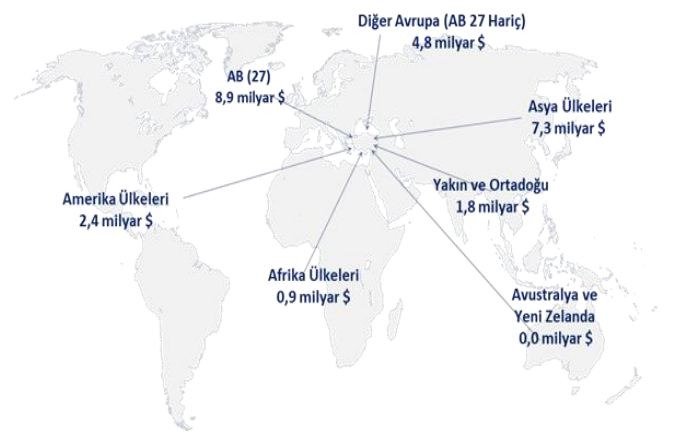 Diğer Avrupa (AB 27 Hariç)
4,8 milyar $
AB (27)
8,9 milyar $
Asya Ülkeleri
7,3 milyar $
Yakın ve Ortadoğu
1,8 milyar $
Amerika Ülkeleri
2,4 milyar $
Afrika Ülkeleri
0,9 milyar $
Avustralya ve
Yeni Zelanda
0,0 milyar $